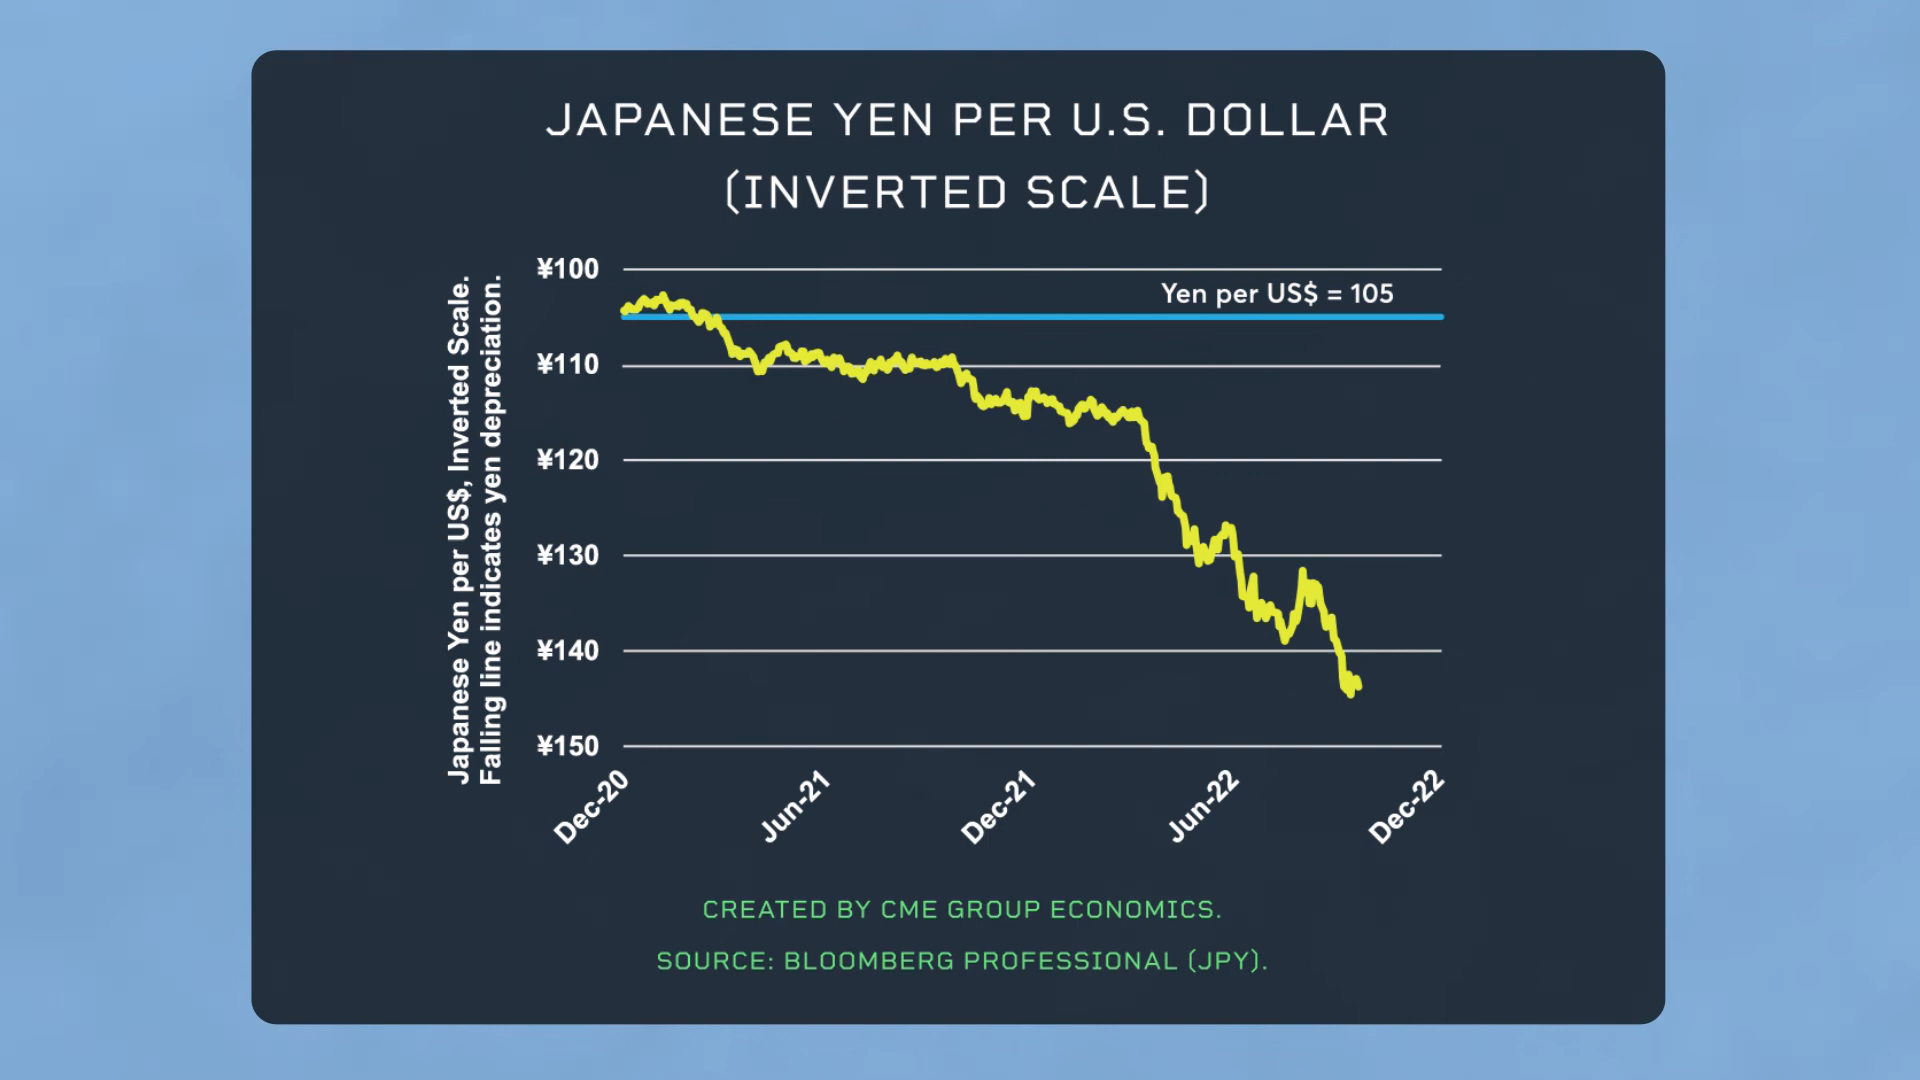 JAPANESE YEN PER U.S. DOLLAR
(INVERTED SCALE)
Japanese Yen per US$, Inverted Scale.
Falling line indicates yen depreciation.
¥100
¥110
¥120
¥130
¥140
¥150
Yen per US$ = 105
Dec-20
Jun-21
Dec-21
Jun-22
Dec-22
CREATED BY CME GROUP ECONOMICS.
SOURCE: BLOOMBERG PROFESSIONAL (JPY).